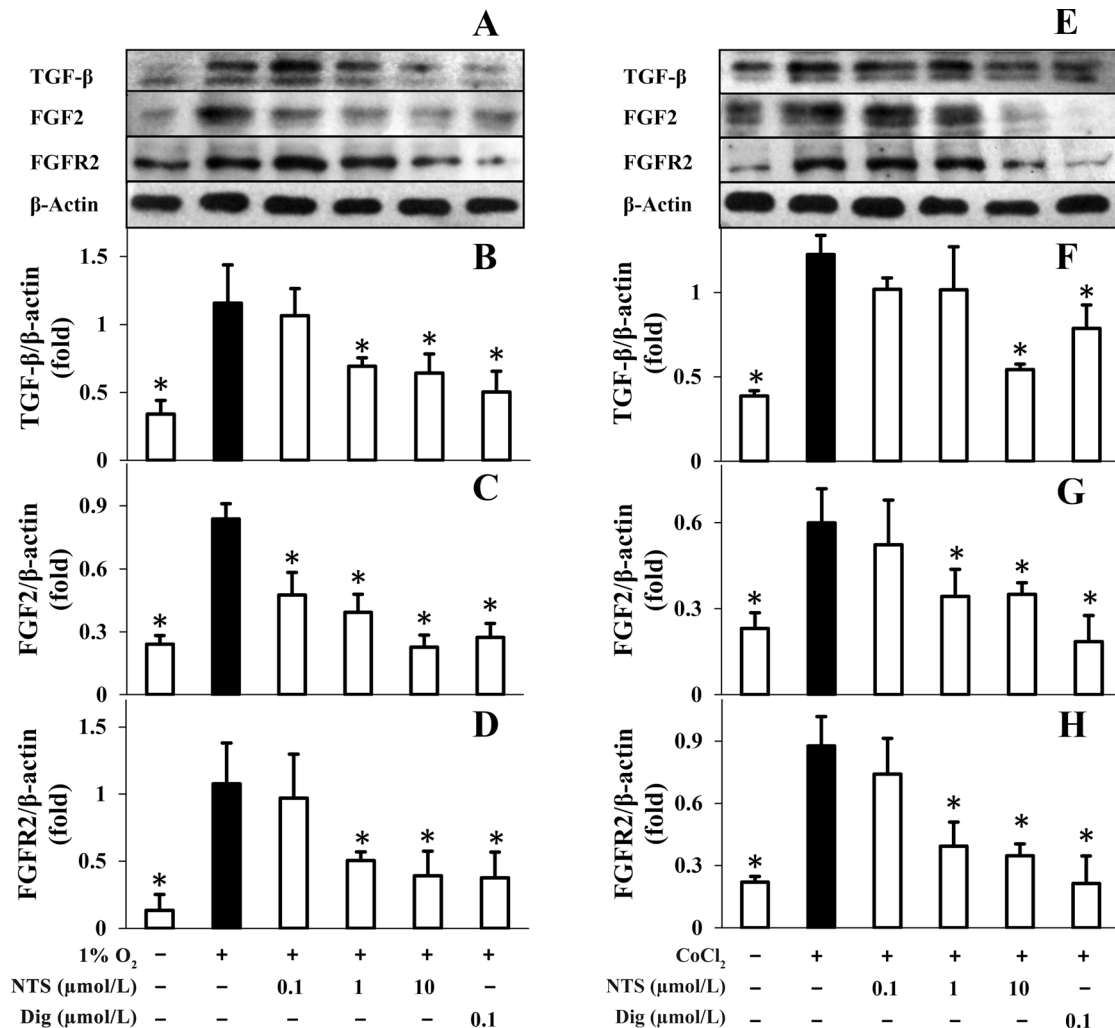 A
TGF-β
FGF2
FGFR2
β-Actin
B
TGF-β/β-actin
(fold)
1.5
1
0.5
0
*
*
*
*
C
FGF2/β-actin
(fold)
0.9
0.6
0.3
0
*
*
*
*
*
D
FGFR2/β-actin
(fold)
1.5
1
0.5
0
*
*
*
*
1% O₂ − + + + + +
NTS (μmol/L) − − 0.1 1 10 −
Dig (μmol/L) − − − − − 0.1
E
TGF-β
FGF2
FGFR2
β-Actin
F
TGF-β/β-actin
(fold)
1
0.5
0
*
*
*
G
FGF2/β-actin
(fold)
0.6
0.3
0
*
*
*
*
H
FGFR2/β-actin
(fold)
0.9
0.6
0.3
0
*
*
*
*
CoCl₂ − + + + + +
NTS (μmol/L) − − 0.1 1 10 −
Dig (μmol/L) − − − − − 0.1